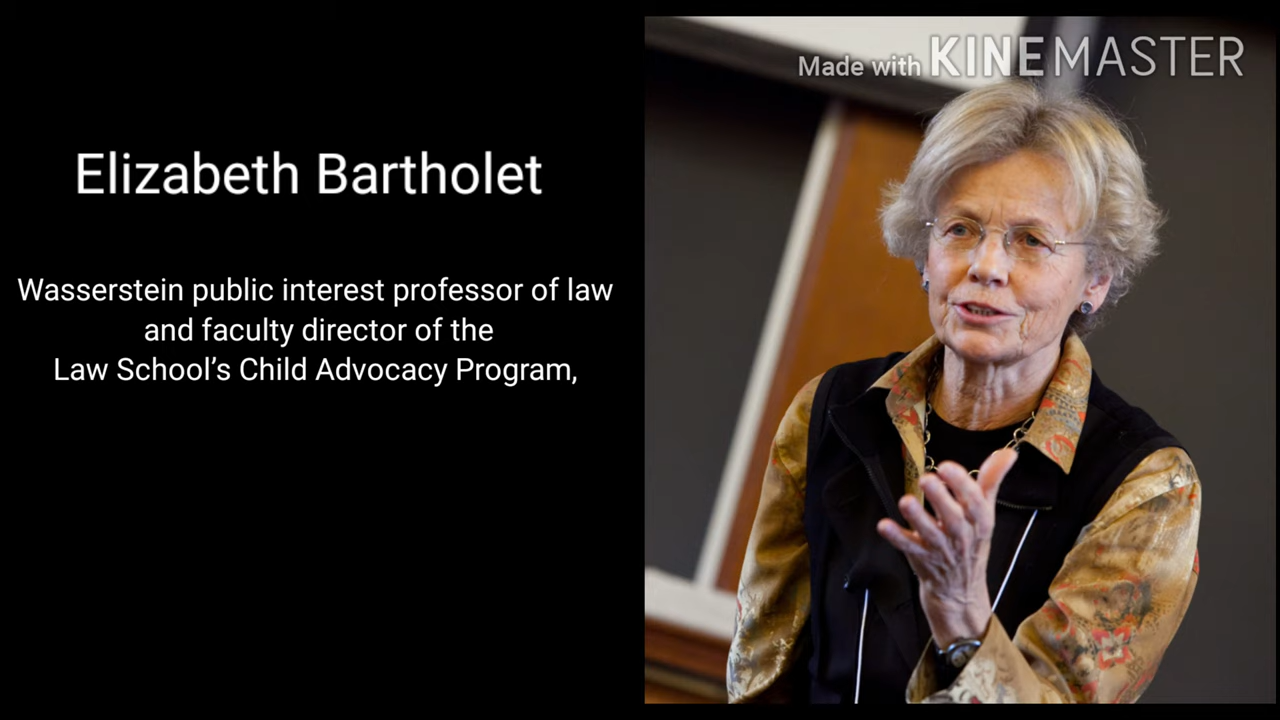 Made with KINEMASTER
Elizabeth Bartholet
Wasserstein public interest professor of law
and faculty director of the
Law School’s Child Advocacy Program,